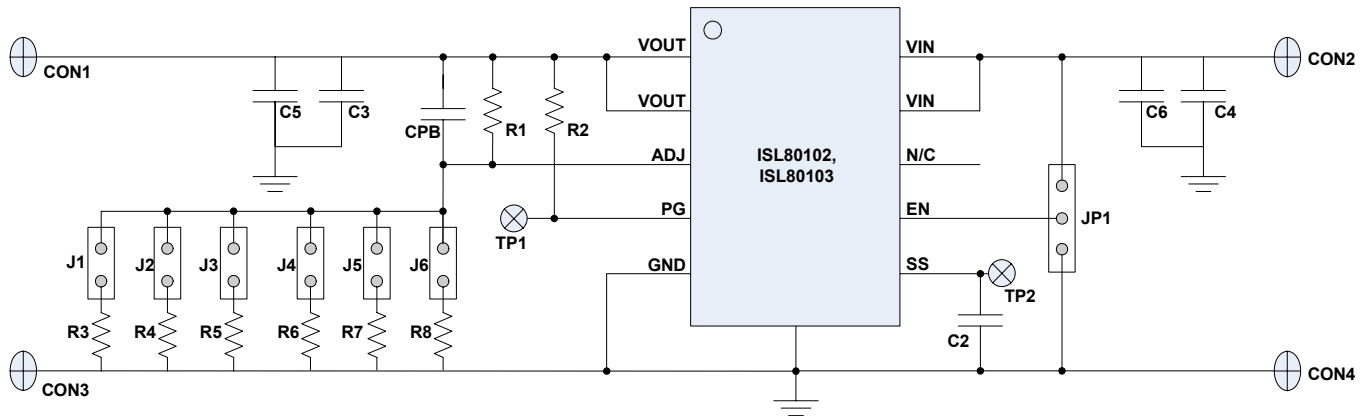 VOUT
VIN
CON1
CON2
C5
C3
CPB
R1
R2
VOUT
VIN
C6
C4
ADJ
ISL80102,
ISL80103
N/C
PG
EN
JP1
TP1
J1
J2
J3
J4
J5
J6
GND
SS
TP2
R3
R4
R5
R6
R7
R8
C2
CON3
CON4